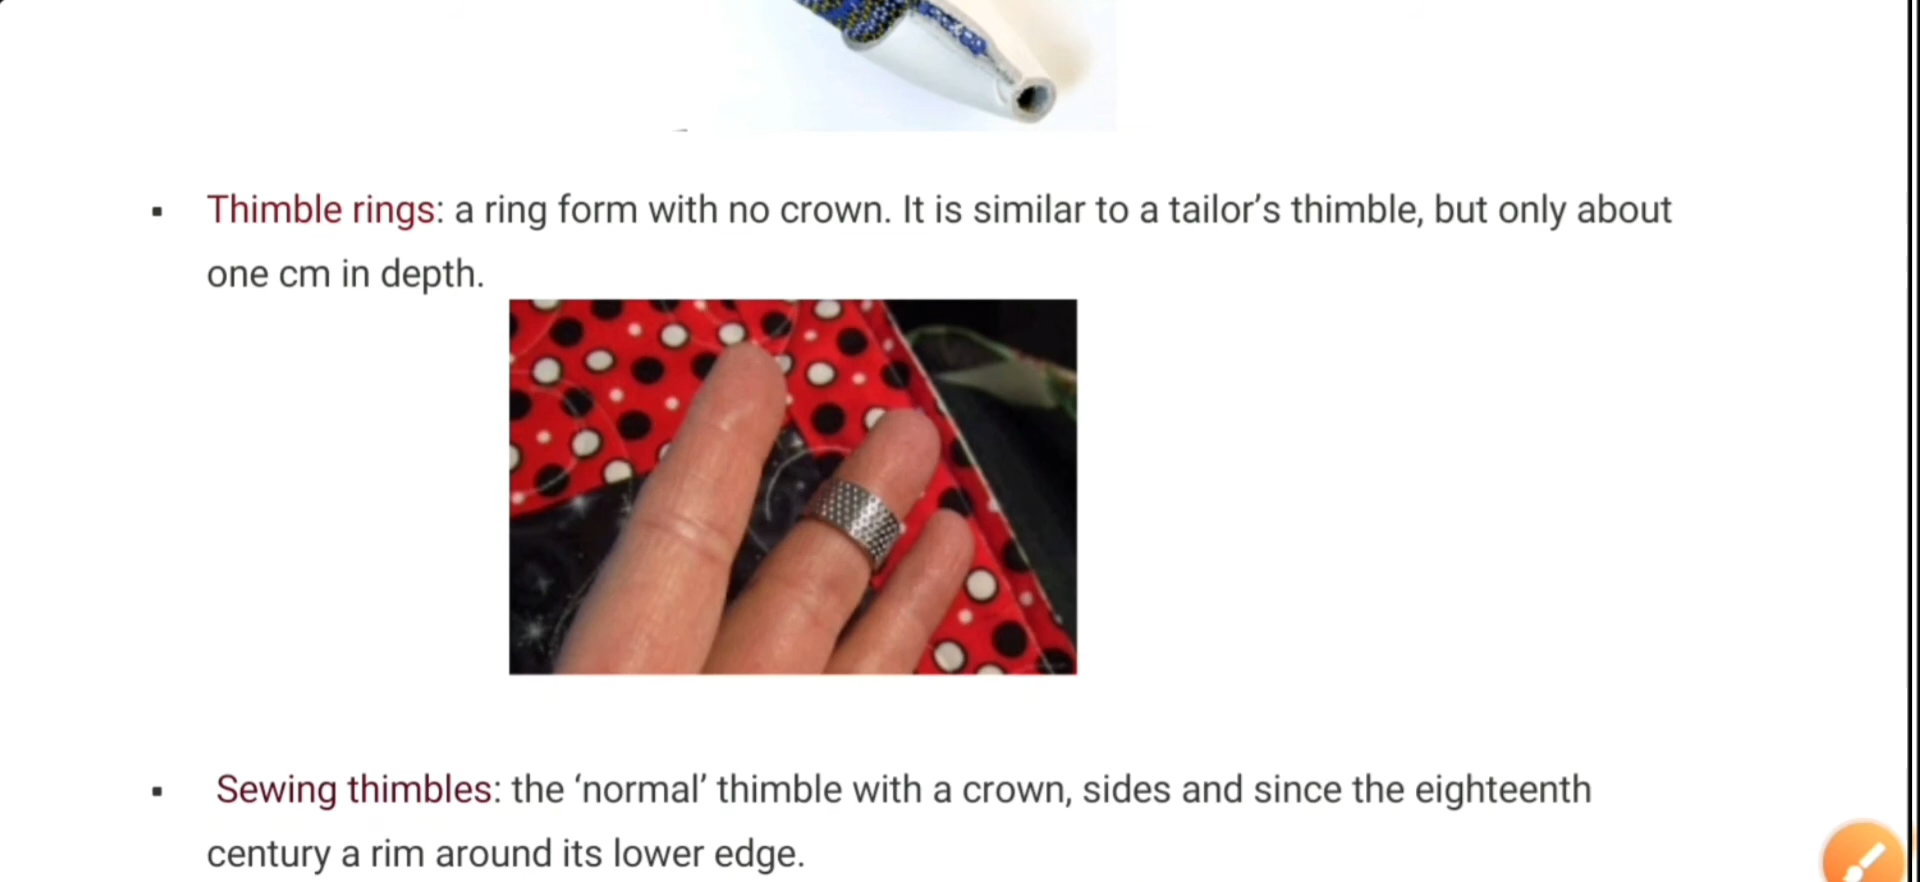 ▪ Thimble rings: a ring form with no crown. It is similar to a tailor’s thimble, but only about
one cm in depth.
▪ Sewing thimbles: the ‘normal’ thimble with a crown, sides and since the eighteenth
century a rim around its lower edge.